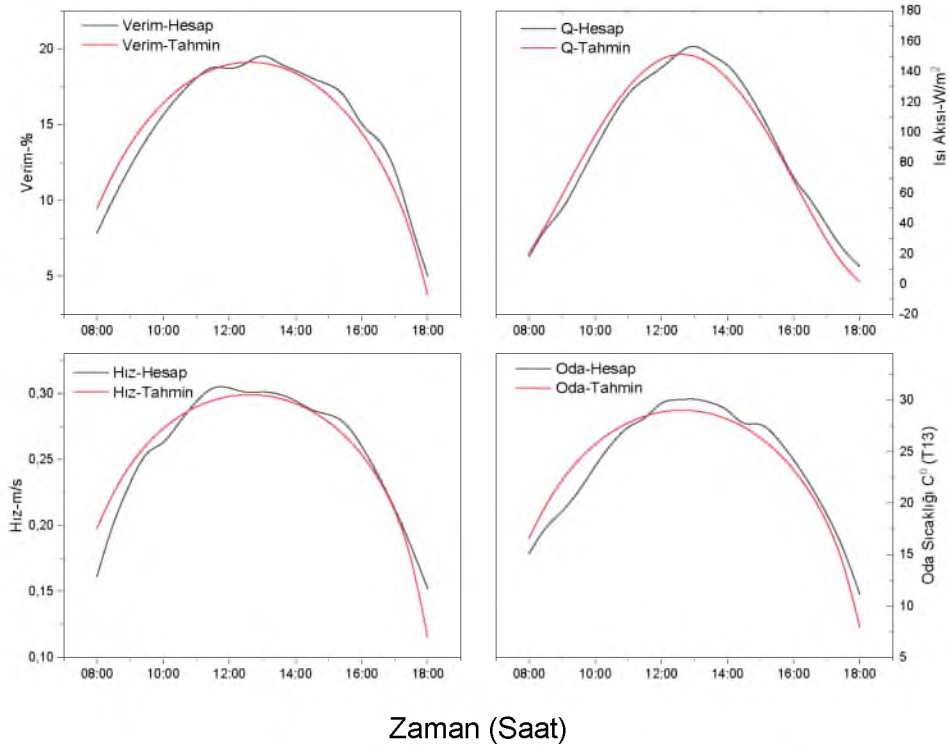 Verim-Hesap
Verim-Tahmin
20
15
10
5
Verim-%
08:00 10:00 12:00 14:00 16:00 18:00
Q-Hesap
Q-Tahmin
180
160
140
120
100
80
60
40
20
0
-20
Isı Akısı-W/m²
08:00 10:00 12:00 14:00 16:00 18:00
Hız-Hesap
Hız-Tahmin
0,30
0,25
0,20
0,15
0,10
Hız-m/s
08:00 10:00 12:00 14:00 16:00 18:00
Oda-Hesap
Oda-Tahmin
30
25
20
15
10
5
Oda Sıcaklığı C⁰ (T13)
08:00 10:00 12:00 14:00 16:00 18:00
Zaman (Saat)